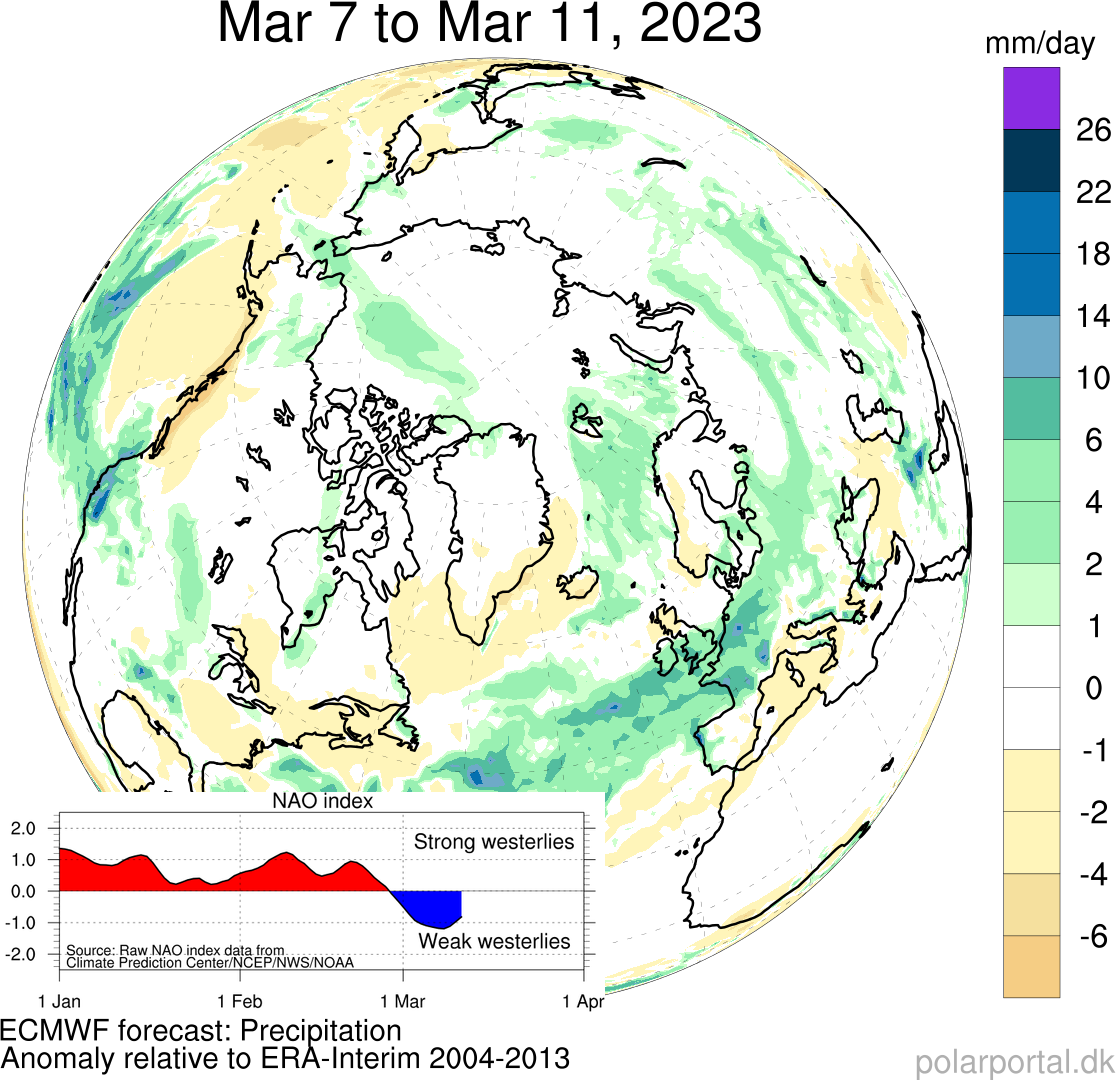 Mar 7 to Mar 11, 2023
mm/day
26
22
18
14
10
6
4
2
1
0
-1
-2
-4
-6
NAO index
2.0
1.0
0.0
-1.0
-2.0
Strong westerlies
Weak westerlies
Source: Raw NAO index data from
Climate Prediction Center/NCEP/NWS/NOAA
1 Jan 1 Feb 1 Mar 1 Apr
ECMWF forecast: Precipitation
Anomaly relative to ERA-Interim 2004-2013
polarportal.dk